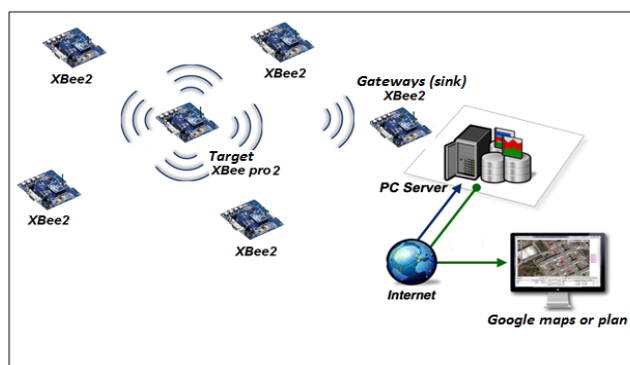 XBee2
XBee2
Gateways (sink)
XBee2
Target
XBee pro2
PC Server
XBee2
XBee2
Internet
Google maps or plan